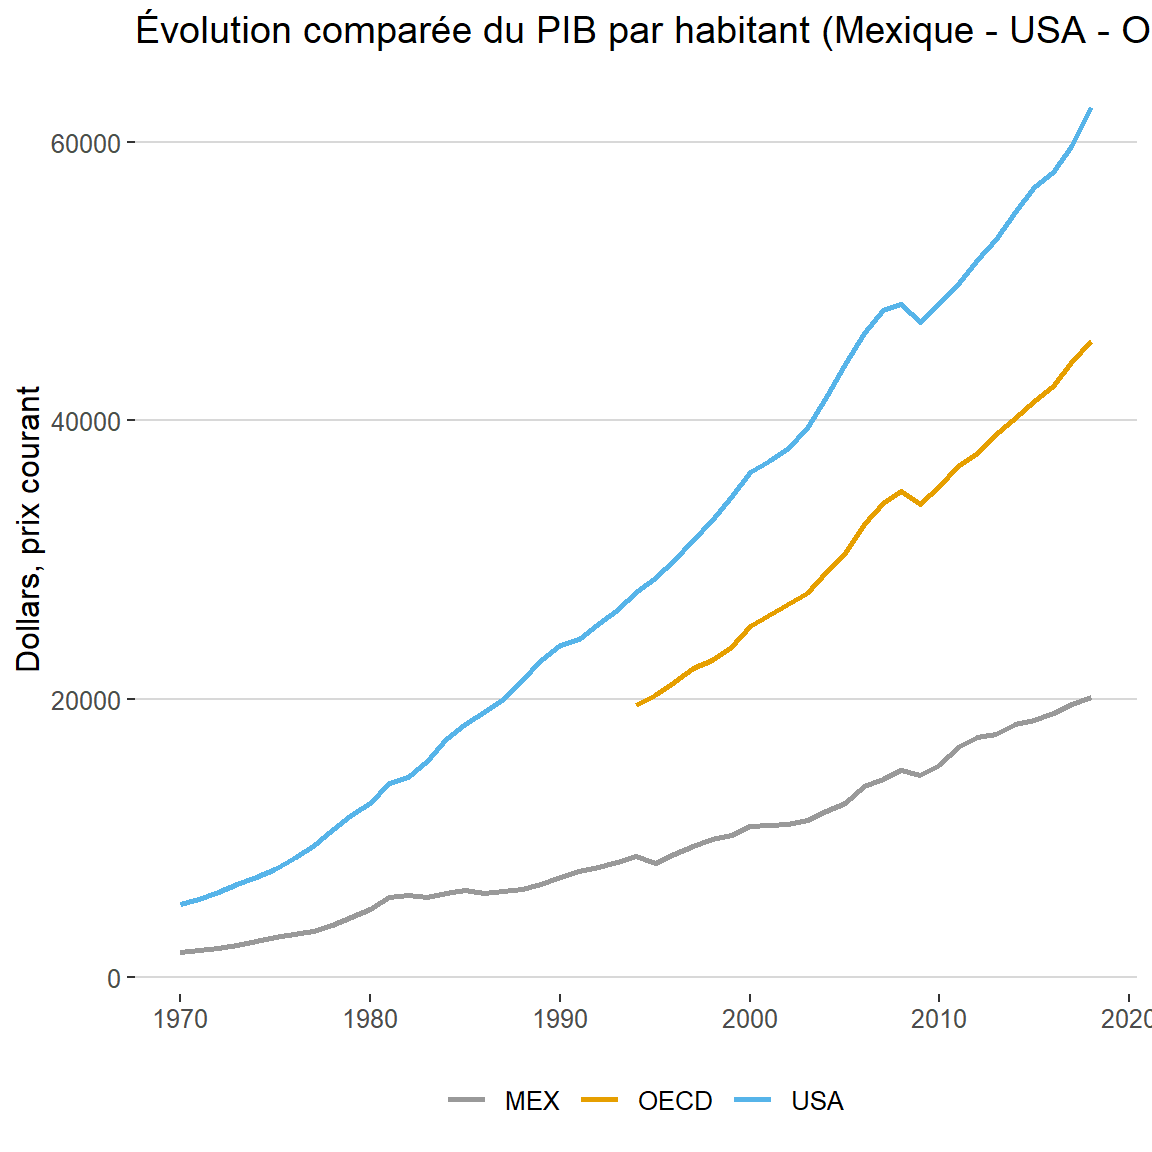 Évolution comparée du PIB par habitant (Mexique - USA - O
Dollars, prix courant
60000
40000
20000
0
1970 1980 1990 2000 2010 2020
MEX OECD USA